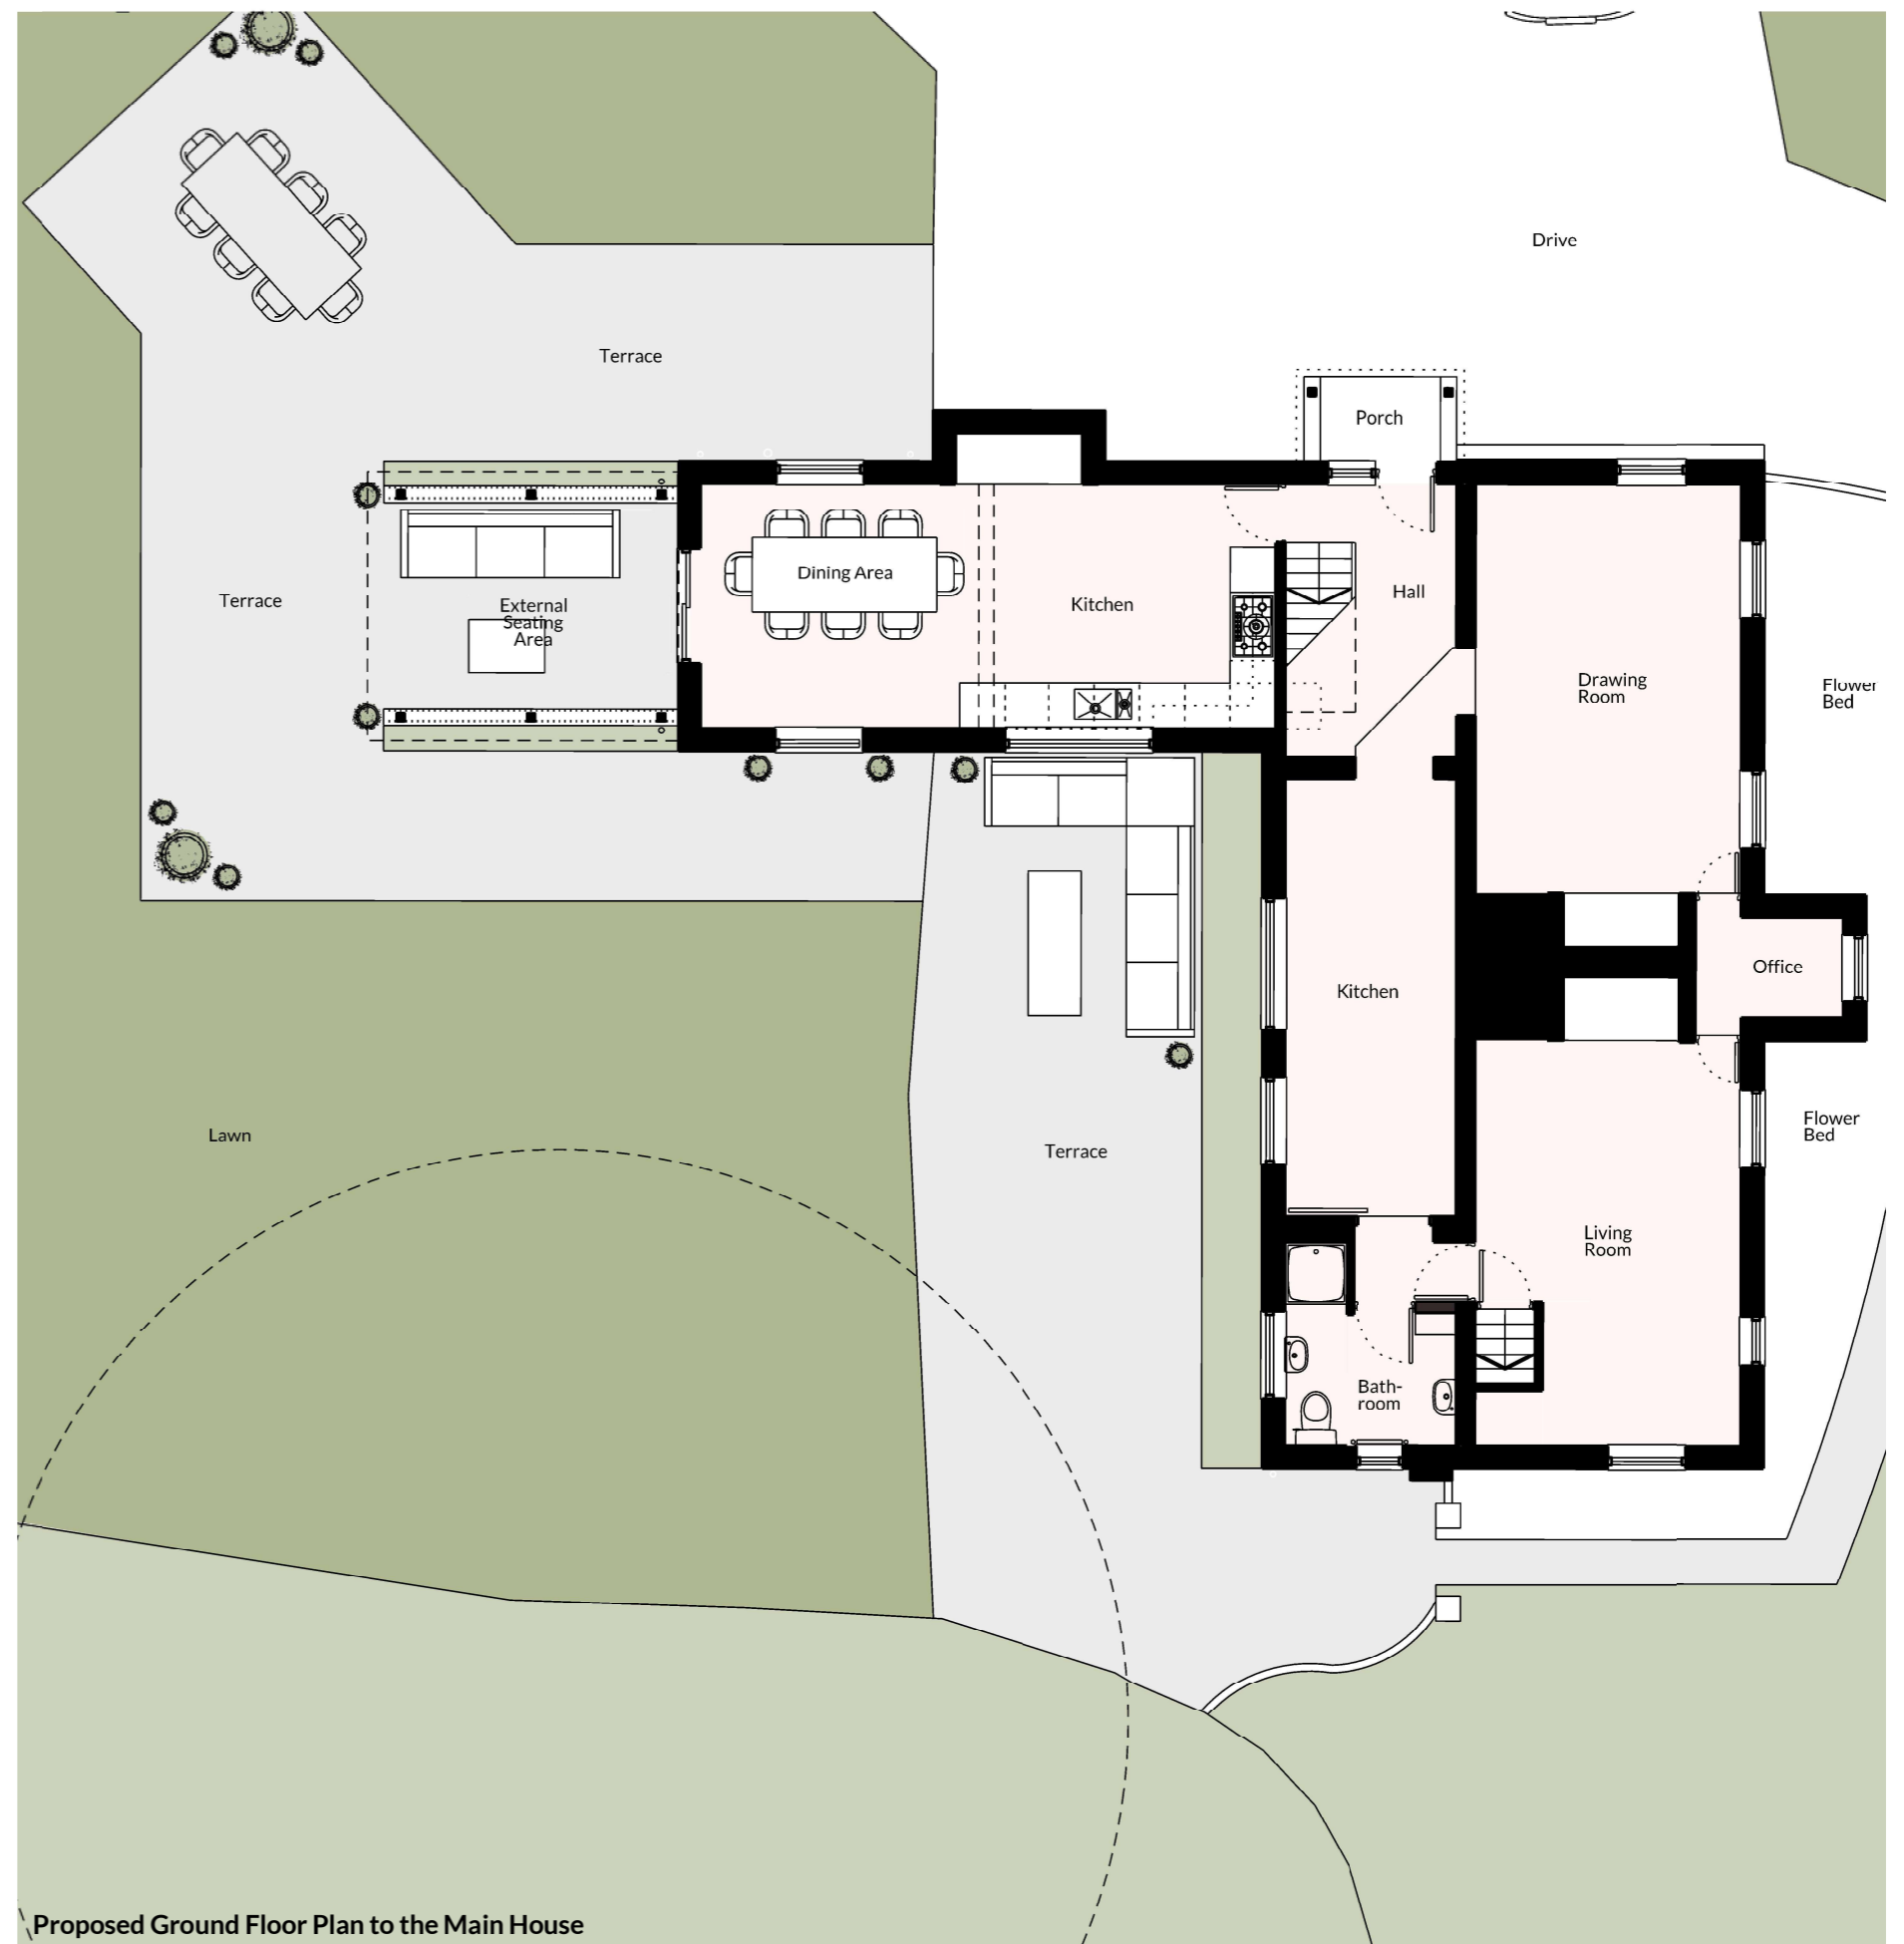 Drive
Terrace
Porch
Dining Area
Terrace
External
Seating
Area
Kitchen
Hall
Drawing
Room
Flower
Bed
Office
Kitchen
Lawn
Terrace
Flower
Bed
Living
Room
Bath-
room
Proposed Ground Floor Plan to the Main House